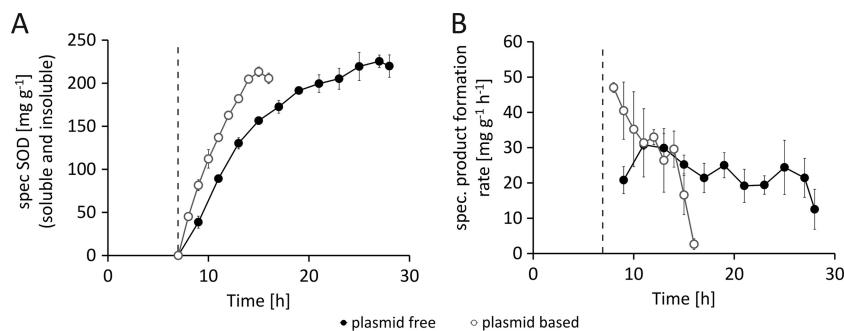 A
spec SOD [mg g-1]
(soluble and insoluble)
250
200
150
100
50
0
0
10
20
30
Time [h]
B
spec. product formation
rate [mg g-1 h-1]
60
50
40
30
20
10
0
0
10
20
30
Time [h]
plasmid free
plasmid based